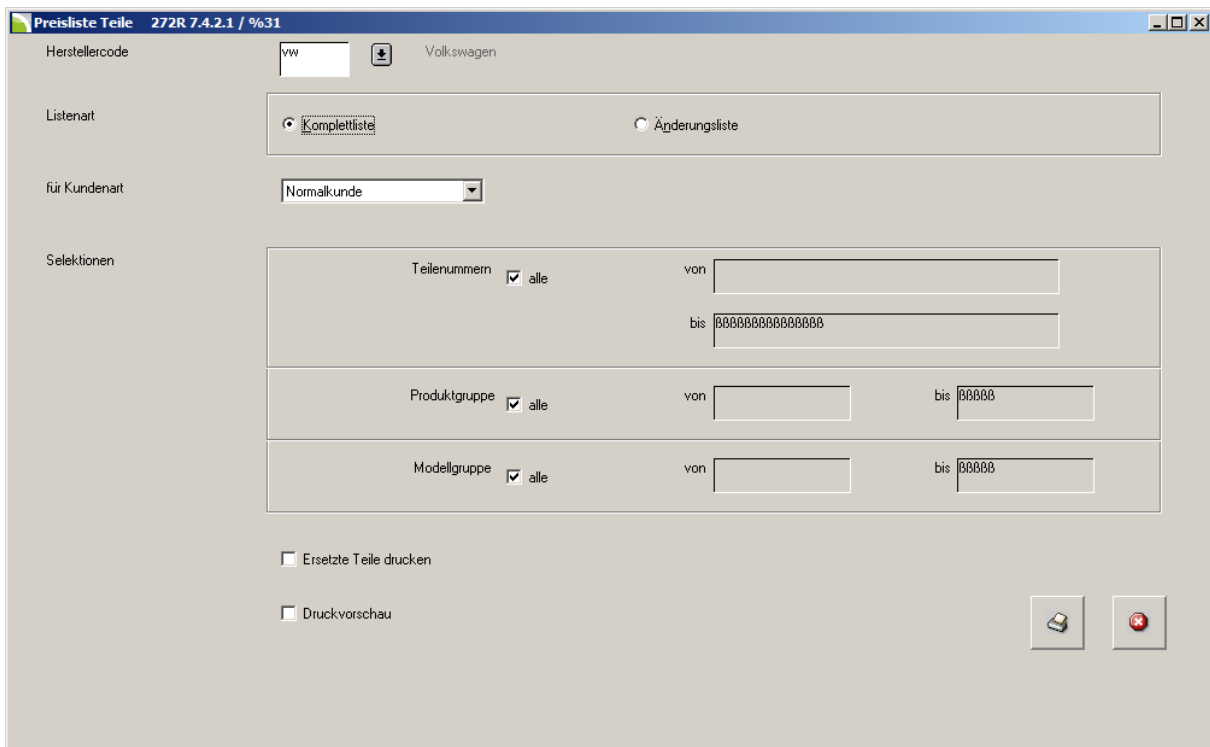 Preisliste Teile 272R 7.4.2.1 / %31
Herstellercode vw Volkswagen
Listenart Komplettliste Änderungsliste
für Kundenart Normalkunde
Selektionen Teilenummern alle von
bis ßßßßßßßßßßßßßßß
Produktgruppe alle von bis ßßßßß
Modellgruppe alle von bis ßßßßß
Ersetzte Teile drucken
Druckvorschau